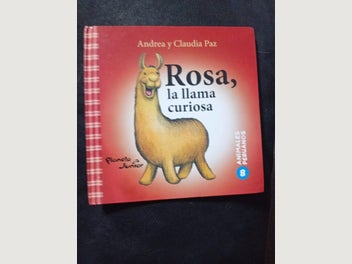 Andrea y Claudia Paz
Rosa,
la llama
curiosa
Planeta
Junior
ANIMALES
PERUANOS
8